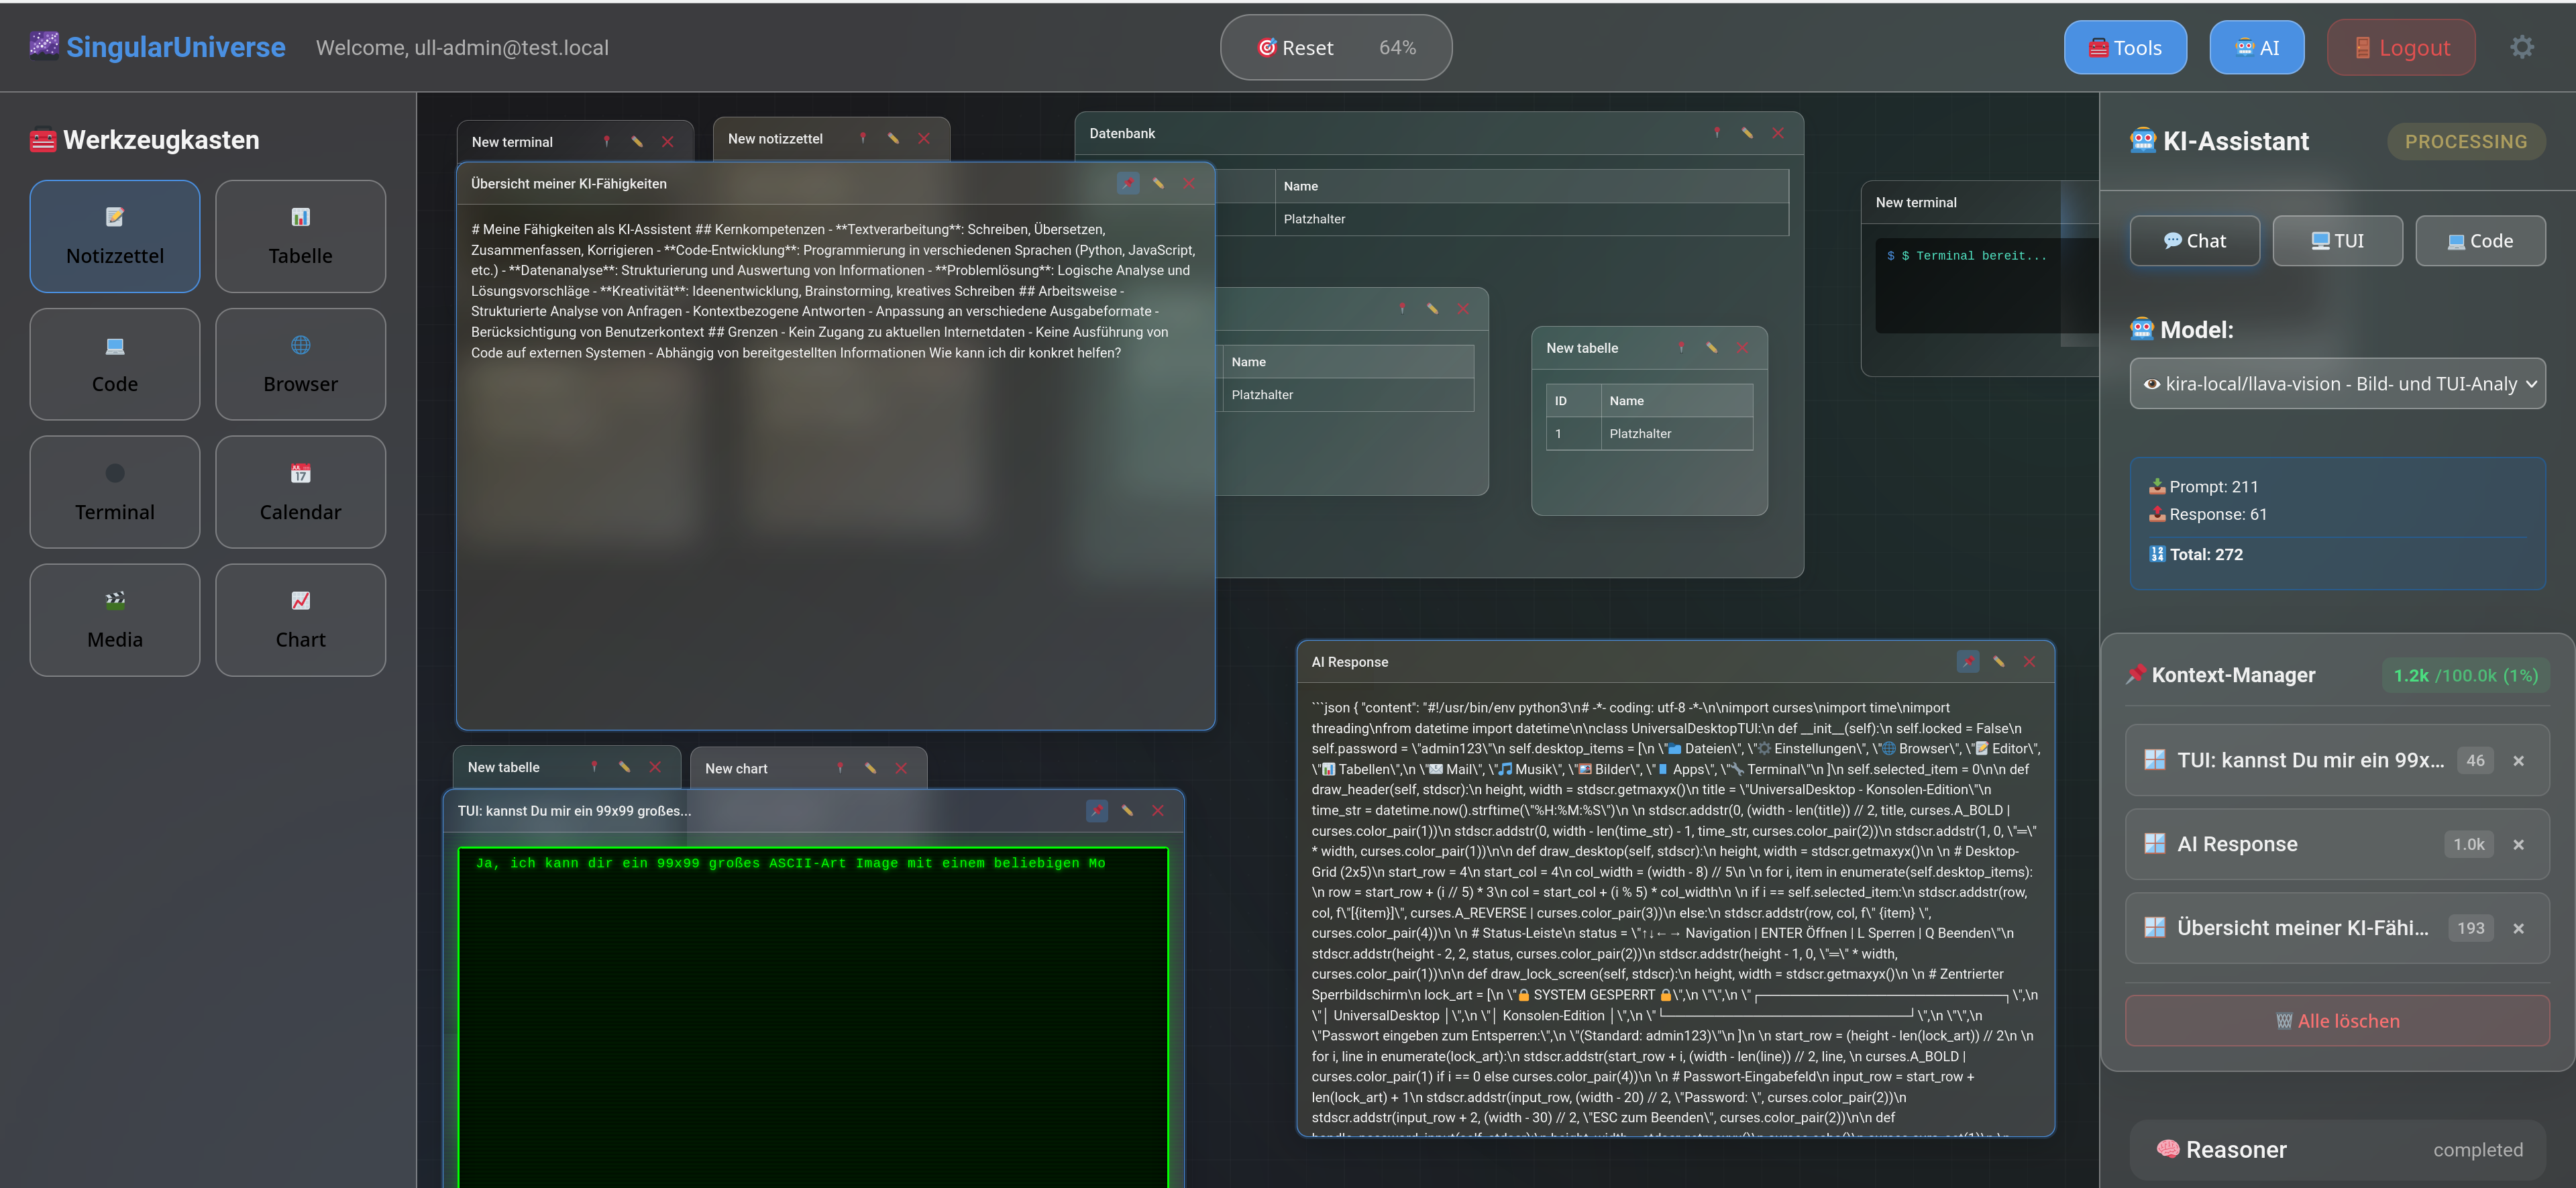 SingularUniverse
Welcome, ull-admin@test.local
Reset 64%
Tools
AI
Logout
Werkzeugkasten
Notizzettel
Tabelle
Code
Browser
Terminal
Calendar
Media
Chart
New terminal
New notizzettel
Übersicht meiner KI-Fähigkeiten
# Meine Fähigkeiten als KI-Assistent ## Kernkompetenzen - **Textverarbeitung**: Schreiben, Übersetzen,
Zusammenfassen, Korrigieren - **Code-Entwicklung**: Programmierung in verschiedenen Sprachen (Python, JavaScript,
etc.) - **Datenanalyse**: Strukturierung und Auswertung von Informationen - **Problemlösung**: Logische Analyse und
Lösungsvorschläge - **Kreativität**: Ideenentwicklung, Brainstorming, kreatives Schreiben ## Arbeitsweise -
Strukturierte Analyse von Anfragen - Kontextbezogene Antworten - Anpassung an verschiedene Ausgabeformate -
Berücksichtigung von Benutzerkontext ## Grenzen - Kein Zugang zu aktuellen Internetdaten - Keine Ausführung von
Code auf externen Systemen - Abhängig von bereitgestellten Informationen Wie kann ich dir konkret helfen?
Datenbank
Name
Platzhalter
Name
Platzhalter
New tabelle
ID Name
1 Platzhalter
New terminal
$ $ Terminal bereit...
New tabelle
New chart
TUI: kannst Du mir ein 99x99 großes...
Ja, ich kann dir ein 99x99 großes ASCII-Art Image mit einem beliebigen Mo
AI Response
```json { "content": "#!/usr/bin/env python3\n# -*- coding: utf-8 -*-\n\nimport curses\nimport time\nimport
threading\nfrom datetime import datetime\n\nclass UniversalDesktopTUI:\n def __init__(self):\n self.locked = False\n
self.password = \"admin123\"\n self.desktop_items = [\n \"📁 Dateien\", \"⚙️ Einstellungen\", \"🌐 Browser\", \"📝 Editor\",
\"📊 Tabellen\",\n \"✉️ Mail\", \"🎵 Musik\", \"🖼️ Bilder\", \"📱 Apps\", \"🔧 Terminal\"\n ]\n self.selected_item = 0\n\n def
draw_header(self, stdscr):\n height, width = stdscr.getmaxyx()\n title = \"UniversalDesktop - Konsolen-Edition\"\n
time_str = datetime.now().strftime(\"%H:%M:%S\")\n \n stdscr.addstr(0, (width - len(title)) // 2, title, curses.A_BOLD |
curses.color_pair(1))\n stdscr.addstr(0, width - len(time_str) - 1, time_str, curses.color_pair(2))\n stdscr.addstr(1, 0, \"═\"
* width, curses.color_pair(1))\n\n def draw_desktop(self, stdscr):\n height, width = stdscr.getmaxyx()\n \n # Desktop-
Grid (2x5)\n start_row = 4\n start_col = 4\n col_width = (width - 8) // 5\n \n for i, item in enumerate(self.desktop_items):
\n row = start_row + (i // 5) * 3\n col = start_col + (i % 5) * col_width\n \n if i == self.selected_item:\n stdscr.addstr(row,
col, f\"[{item}]\", curses.A_REVERSE | curses.color_pair(3))\n else:\n stdscr.addstr(row, col, f\" {item} \",
curses.color_pair(4))\n \n # Status-Leiste\n status = \"↑↓←→ Navigation | ENTER Öffnen | L Sperren | Q Beenden\"\n
stdscr.addstr(height - 2, 2, status, curses.color_pair(2))\n stdscr.addstr(height - 1, 0, \"═\" * width,
curses.color_pair(1))\n\n def draw_lock_screen(self, stdscr):\n height, width = stdscr.getmaxyx()\n \n # Zentrierter
Sperrbildschirm\n lock_art = [\n \"🔒 SYSTEM GESPERRT 🔒\",\n \"\",\n \"┌─────────────────────────────┐\",\n
\"│ UniversalDesktop │\",\n \"│ Konsolen-Edition │\",\n \"└─────────────────────────────┘\",\n \"\",\n
\"Passwort eingeben zum Entsperren:\",\n \"(Standard: admin123)\"\n ]\n \n start_row = (height - len(lock_art)) // 2\n \n
for i, line in enumerate(lock_art):\n stdscr.addstr(start_row + i, (width - len(line)) // 2, line, \n curses.A_BOLD |
curses.color_pair(1) if i == 0 else curses.color_pair(4))\n \n # Passwort-Eingabefeld\n input_row = start_row +
len(lock_art) + 1\n stdscr.addstr(input_row, (width - 20) // 2, \"Password: \", curses.color_pair(2))\n
stdscr.addstr(input_row + 2, (width - 30) // 2, \"ESC zum Beenden\", curses.color_pair(2))\n\n def
KI-Assistant
PROCESSING
Chat
TUI
Code
Model:
kira-local/llava-vision - Bild- und TUI-Analy
Prompt: 211
Response: 61
Total: 272
Kontext-Manager 1.2k /100.0k (1%)
TUI: kannst Du mir ein 99x... 46 ×
AI Response 1.0k ×
Übersicht meiner KI-Fähi... 193 ×
Alle löschen
Reasoner completed